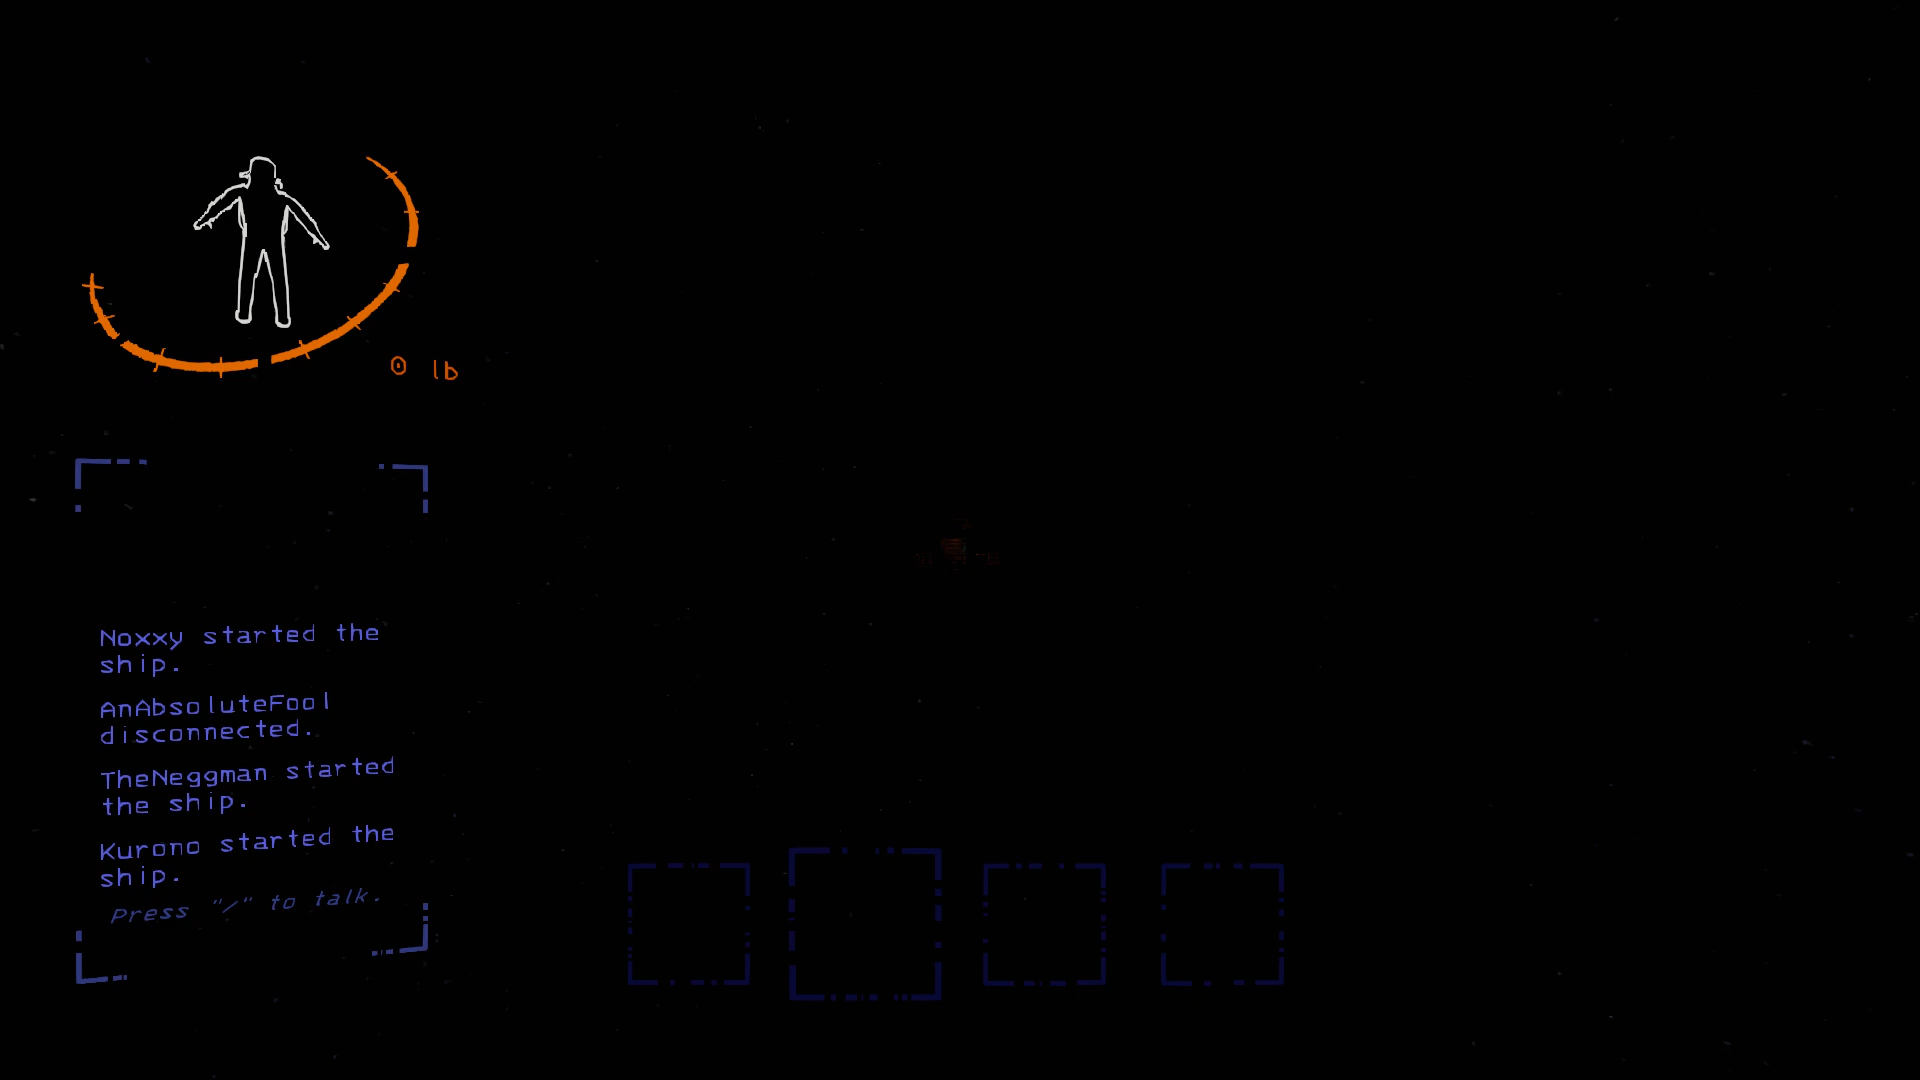 0 lb
Noxxy started the
ship.
AnAbsoluteFool
disconnected.
TheNeggman started
the ship.
Kurono started the
ship.
Press "/" to talk.